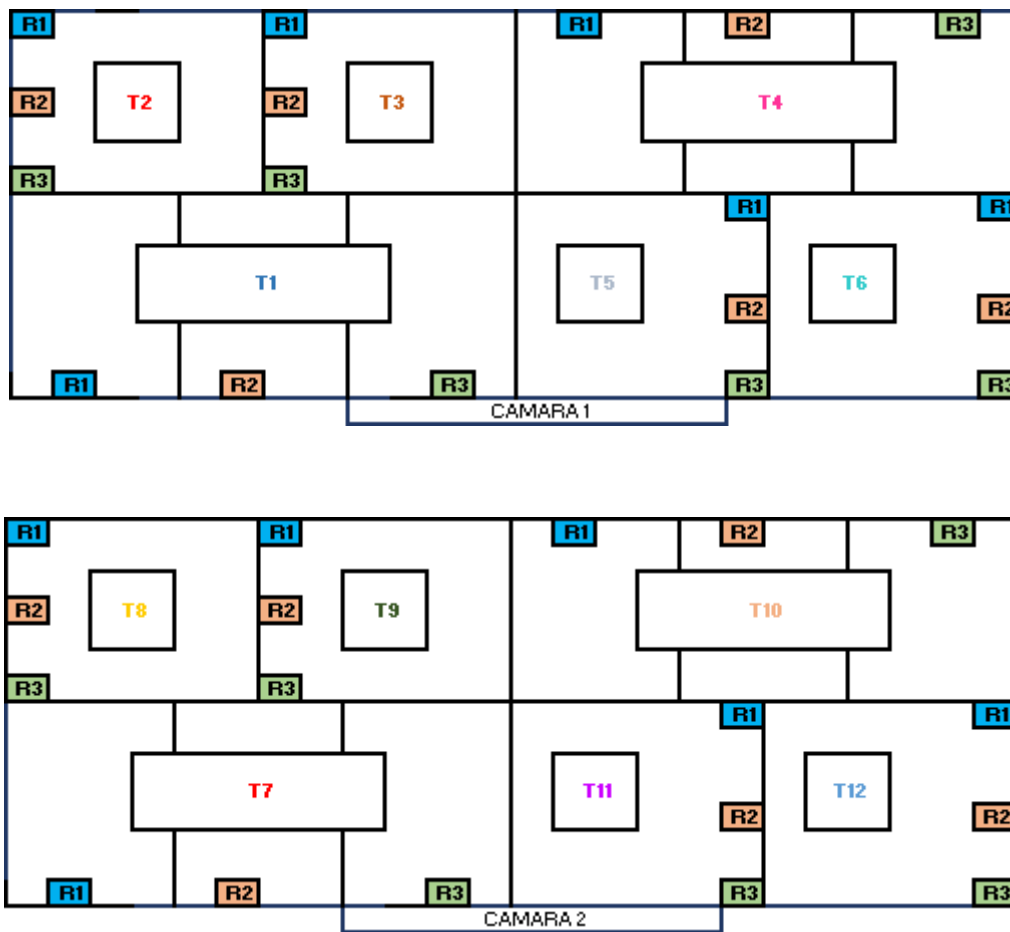 R1 R1 R1 R2 R3
R2 T2 R2 T3 T4
R3 R3
R1 R1
T1 T5 T6
R2 R2
R1 R2 R3 R3 R3
CAMARA 1
R1 R1 R1 R2 R3
R2 T8 R2 T9 T10
R3 R3
R1 R1
T7 T11 T12
R2 R2
R1 R2 R3 R3 R3
CAMARA 2